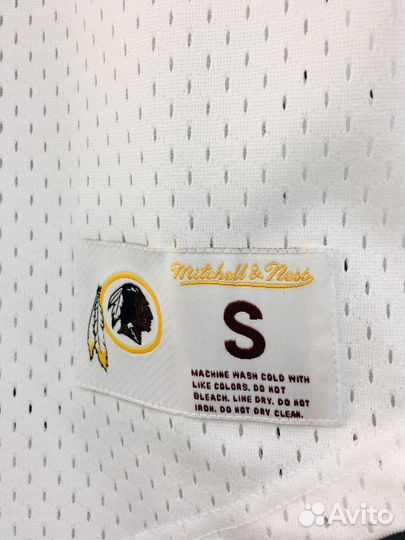 Mitchell & Ness
S
MACHINE WASH COLD WITH
LIKE COLORS. DO NOT
BLEACH. LINE DRY. DO NOT
IRON. DO NOT DRY CLEAN.
Avito